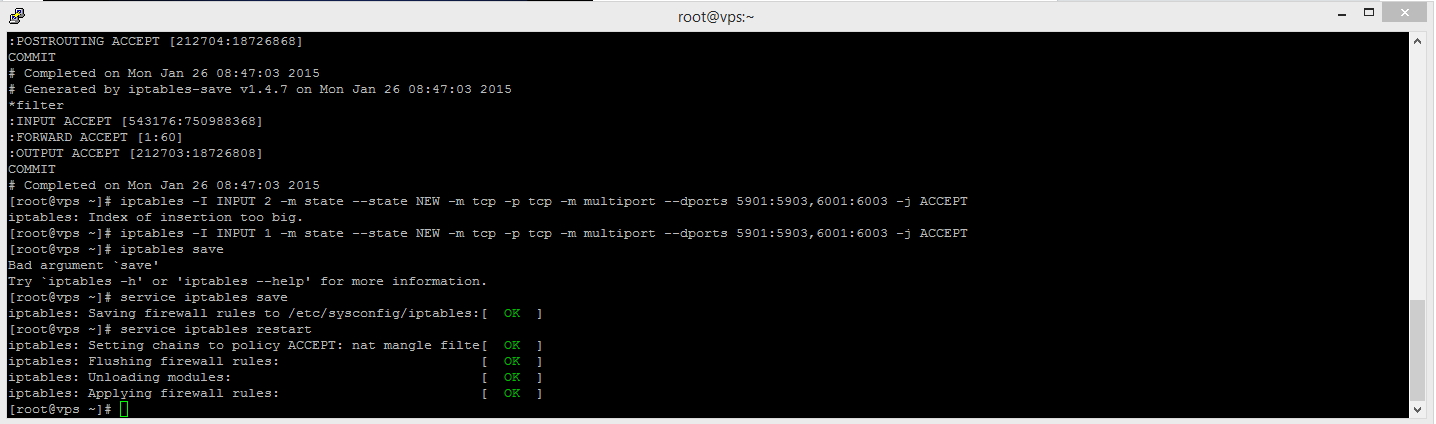 root@vps:~
:POSTROUTING ACCEPT [212704:18726868]
COMMIT
# Completed on Mon Jan 26 08:47:03 2015
# Generated by iptables-save v1.4.7 on Mon Jan 26 08:47:03 2015
*filter
:INPUT ACCEPT [543176:750988368]
:FORWARD ACCEPT [1:60]
:OUTPUT ACCEPT [212703:18726808]
COMMIT
# Completed on Mon Jan 26 08:47:03 2015
[root@vps ~]# iptables -I INPUT 2 -m state --state NEW -m tcp -p tcp -m multiport --dports 5901:5903,6001:6003 -j ACCEPT
iptables: Index of insertion too big.
[root@vps ~]# iptables -I INPUT 1 -m state --state NEW -m tcp -p tcp -m multiport --dports 5901:5903,6001:6003 -j ACCEPT
[root@vps ~]# iptables save
Bad argument `save'
Try `iptables -h' or 'iptables --help' for more information.
[root@vps ~]# service iptables save
iptables: Saving firewall rules to /etc/sysconfig/iptables:[  OK  ]
[root@vps ~]# service iptables restart
iptables: Setting chains to policy ACCEPT: nat mangle filte[  OK  ]
iptables: Flushing firewall rules:                         [  OK  ]
iptables: Unloading modules:                               [  OK  ]
iptables: Applying firewall rules:                         [  OK  ]
[root@vps ~]#